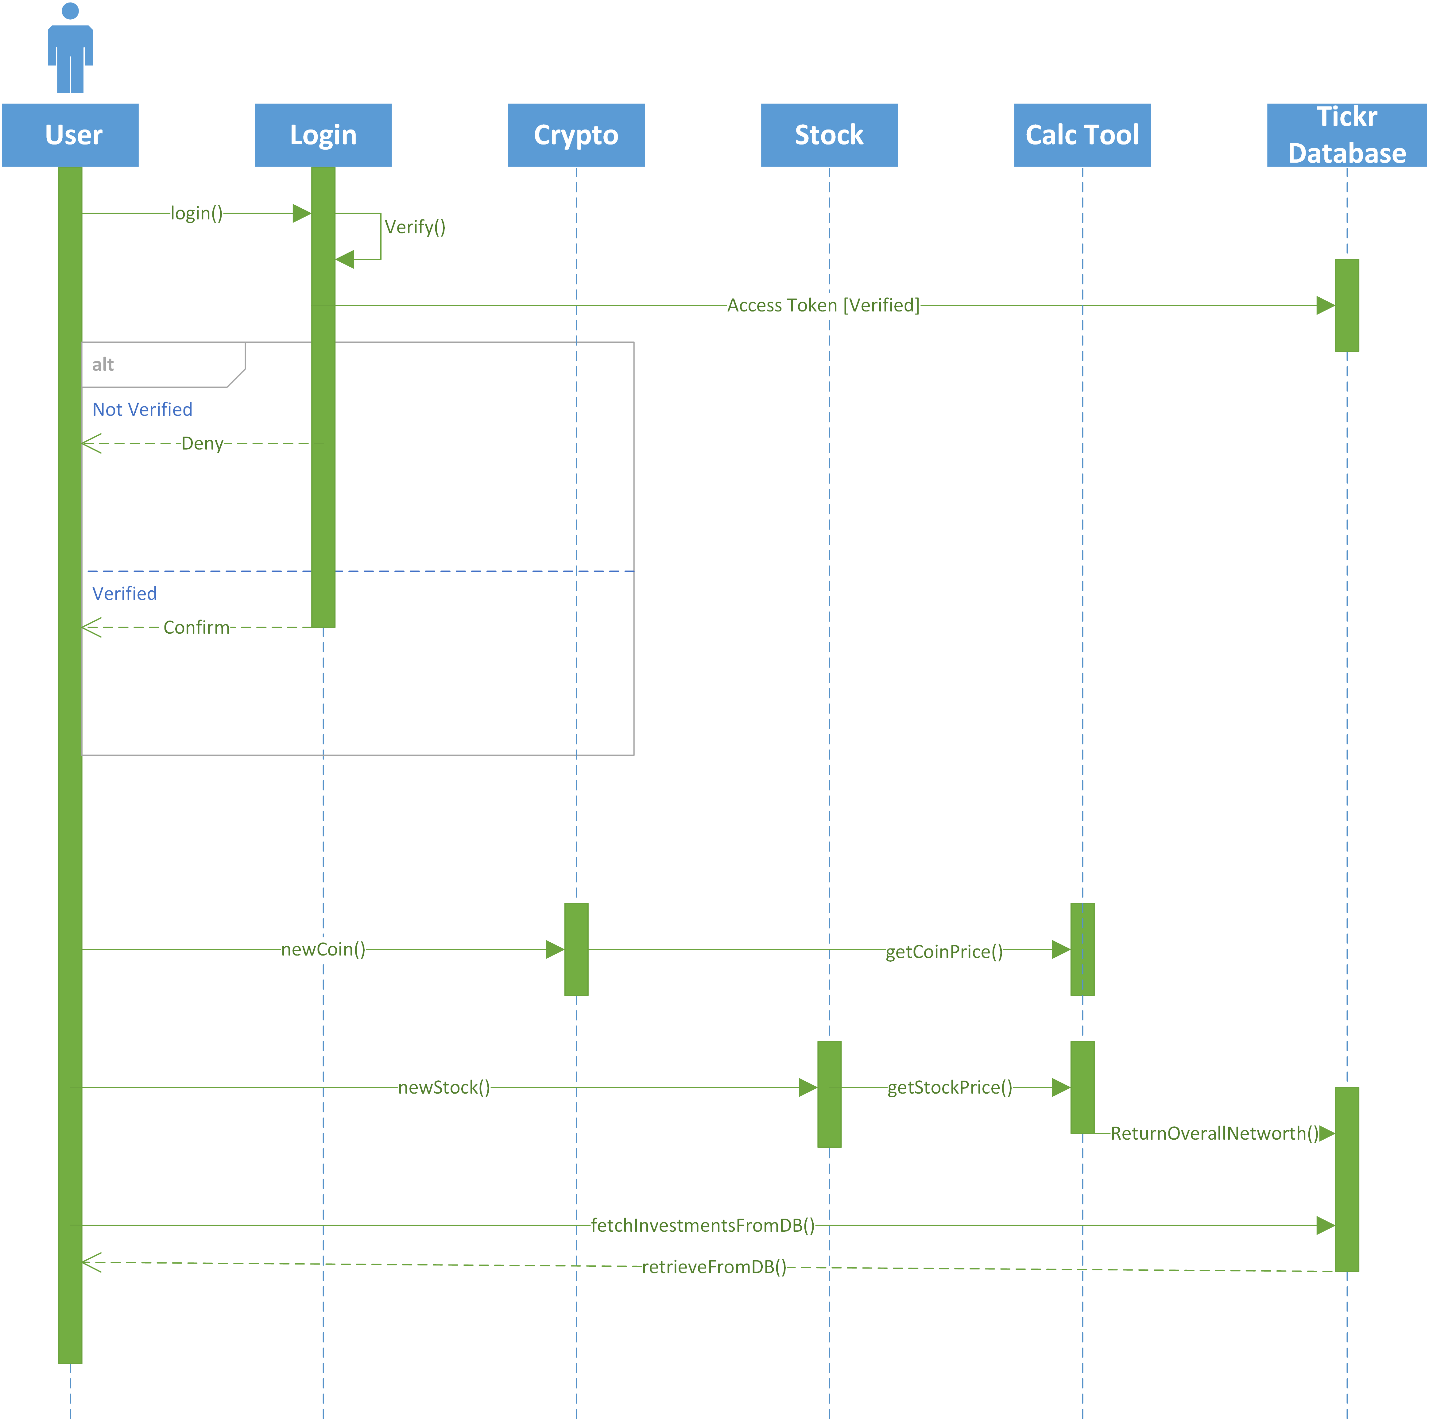 User
Login
Crypto
Stock
Calc Tool
Tickr
Database
login()
Verify()
Access Token [Verified]
alt
Not Verified
Deny
Verified
Confirm
newCoin()
getCoinPrice()
newStock()
getStockPrice()
ReturnOverallNetworth()
fetchInvestmentsFromDB()
retrieveFromDB()